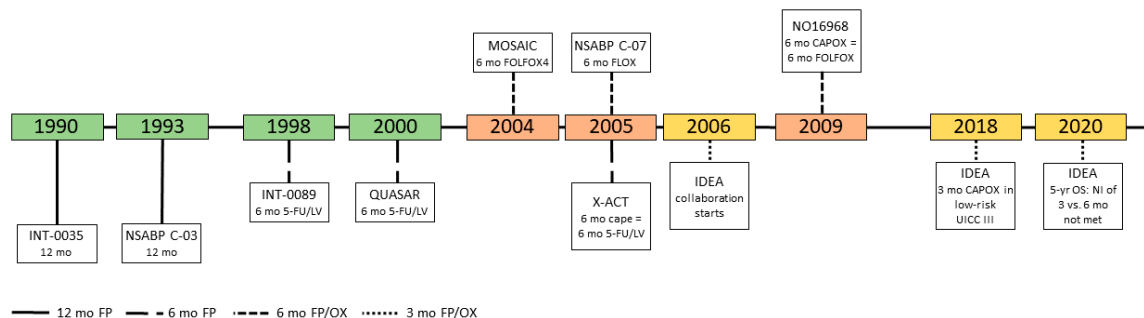 MOSAIC
6 mo FOLFOX4
NSABP C-07
6 mo FLOX
NO16968
6 mo CAPOX =
6 mo FOLFOX
1990
1993
1998
2000
2004
2005
2006
2009
2018
2020
INT-0035
12 mo
NSABP C-03
12 mo
INT-0089
6 mo 5-FU/LV
QUASAR
6 mo 5-FU/LV
X-ACT
6 mo cape =
6 mo 5-FU/LV
IDEA
collaboration
starts
IDEA
3 mo CAPOX in
low-risk
UICC III
IDEA
5-yr OS: NI of
3 vs. 6 mo
not met
12 mo FP
6 mo FP
6 mo FP/OX
3 mo FP/OX